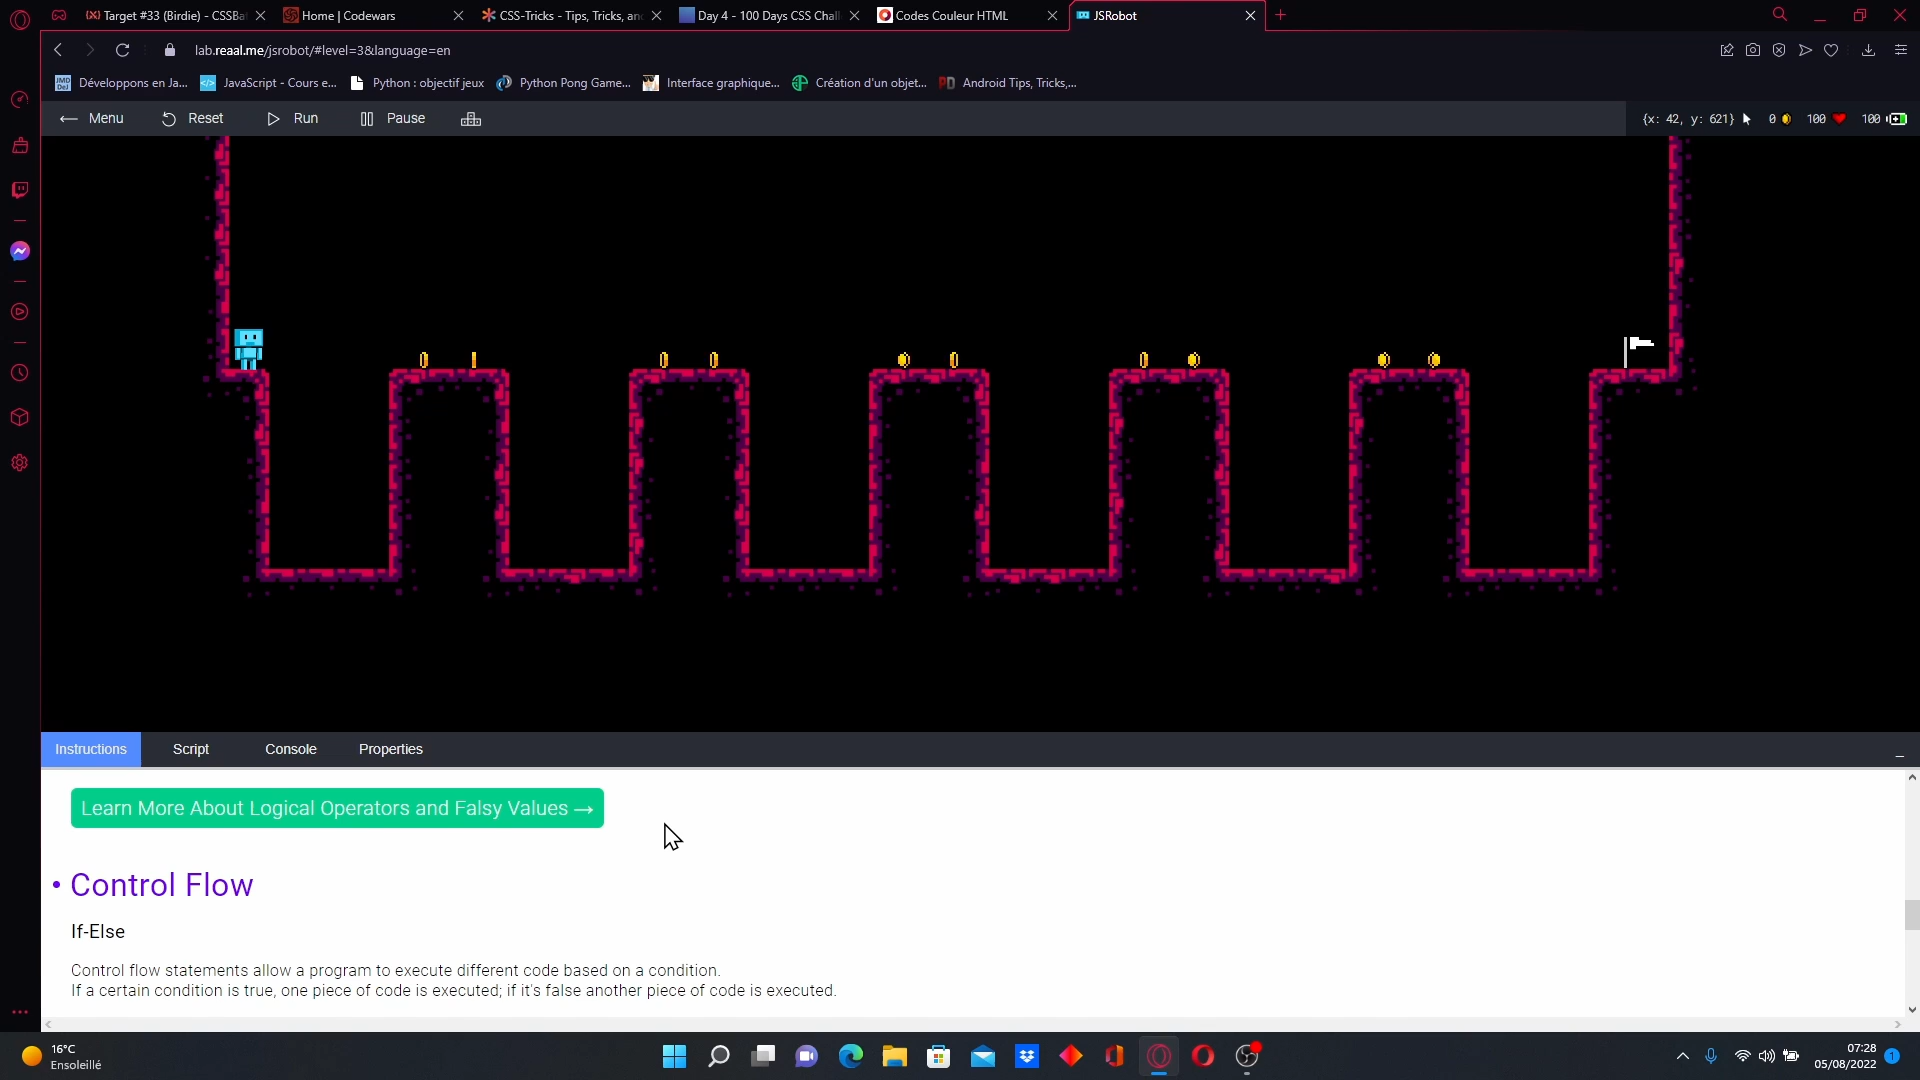 Target #33 (Birdie) - CSSBa
Home | Codewars
CSS-Tricks - Tips, Tricks, an
Day 4 - 100 Days CSS Chall
Codes Couleur HTML
JSRobot
lab.reaal.me/jsrobot/#level=3&language=en
JMD
DeJ
Développons en Ja...
JavaScript - Cours e...
Python : objectif jeux
Python Pong Game...
Interface graphique...
Création d'un objet...
Android Tips, Tricks,...
Menu
Reset
Run
Pause
{x: 42, y: 621}
0
100
100
Instructions
Script
Console
Properties
Learn More About Logical Operators and Falsy Values →
• Control Flow
If-Else
Control flow statements allow a program to execute different code based on a condition.
If a certain condition is true, one piece of code is executed; if it's false another piece of code is executed.
16°C
Ensoleillé
07:28
05/08/2022
1